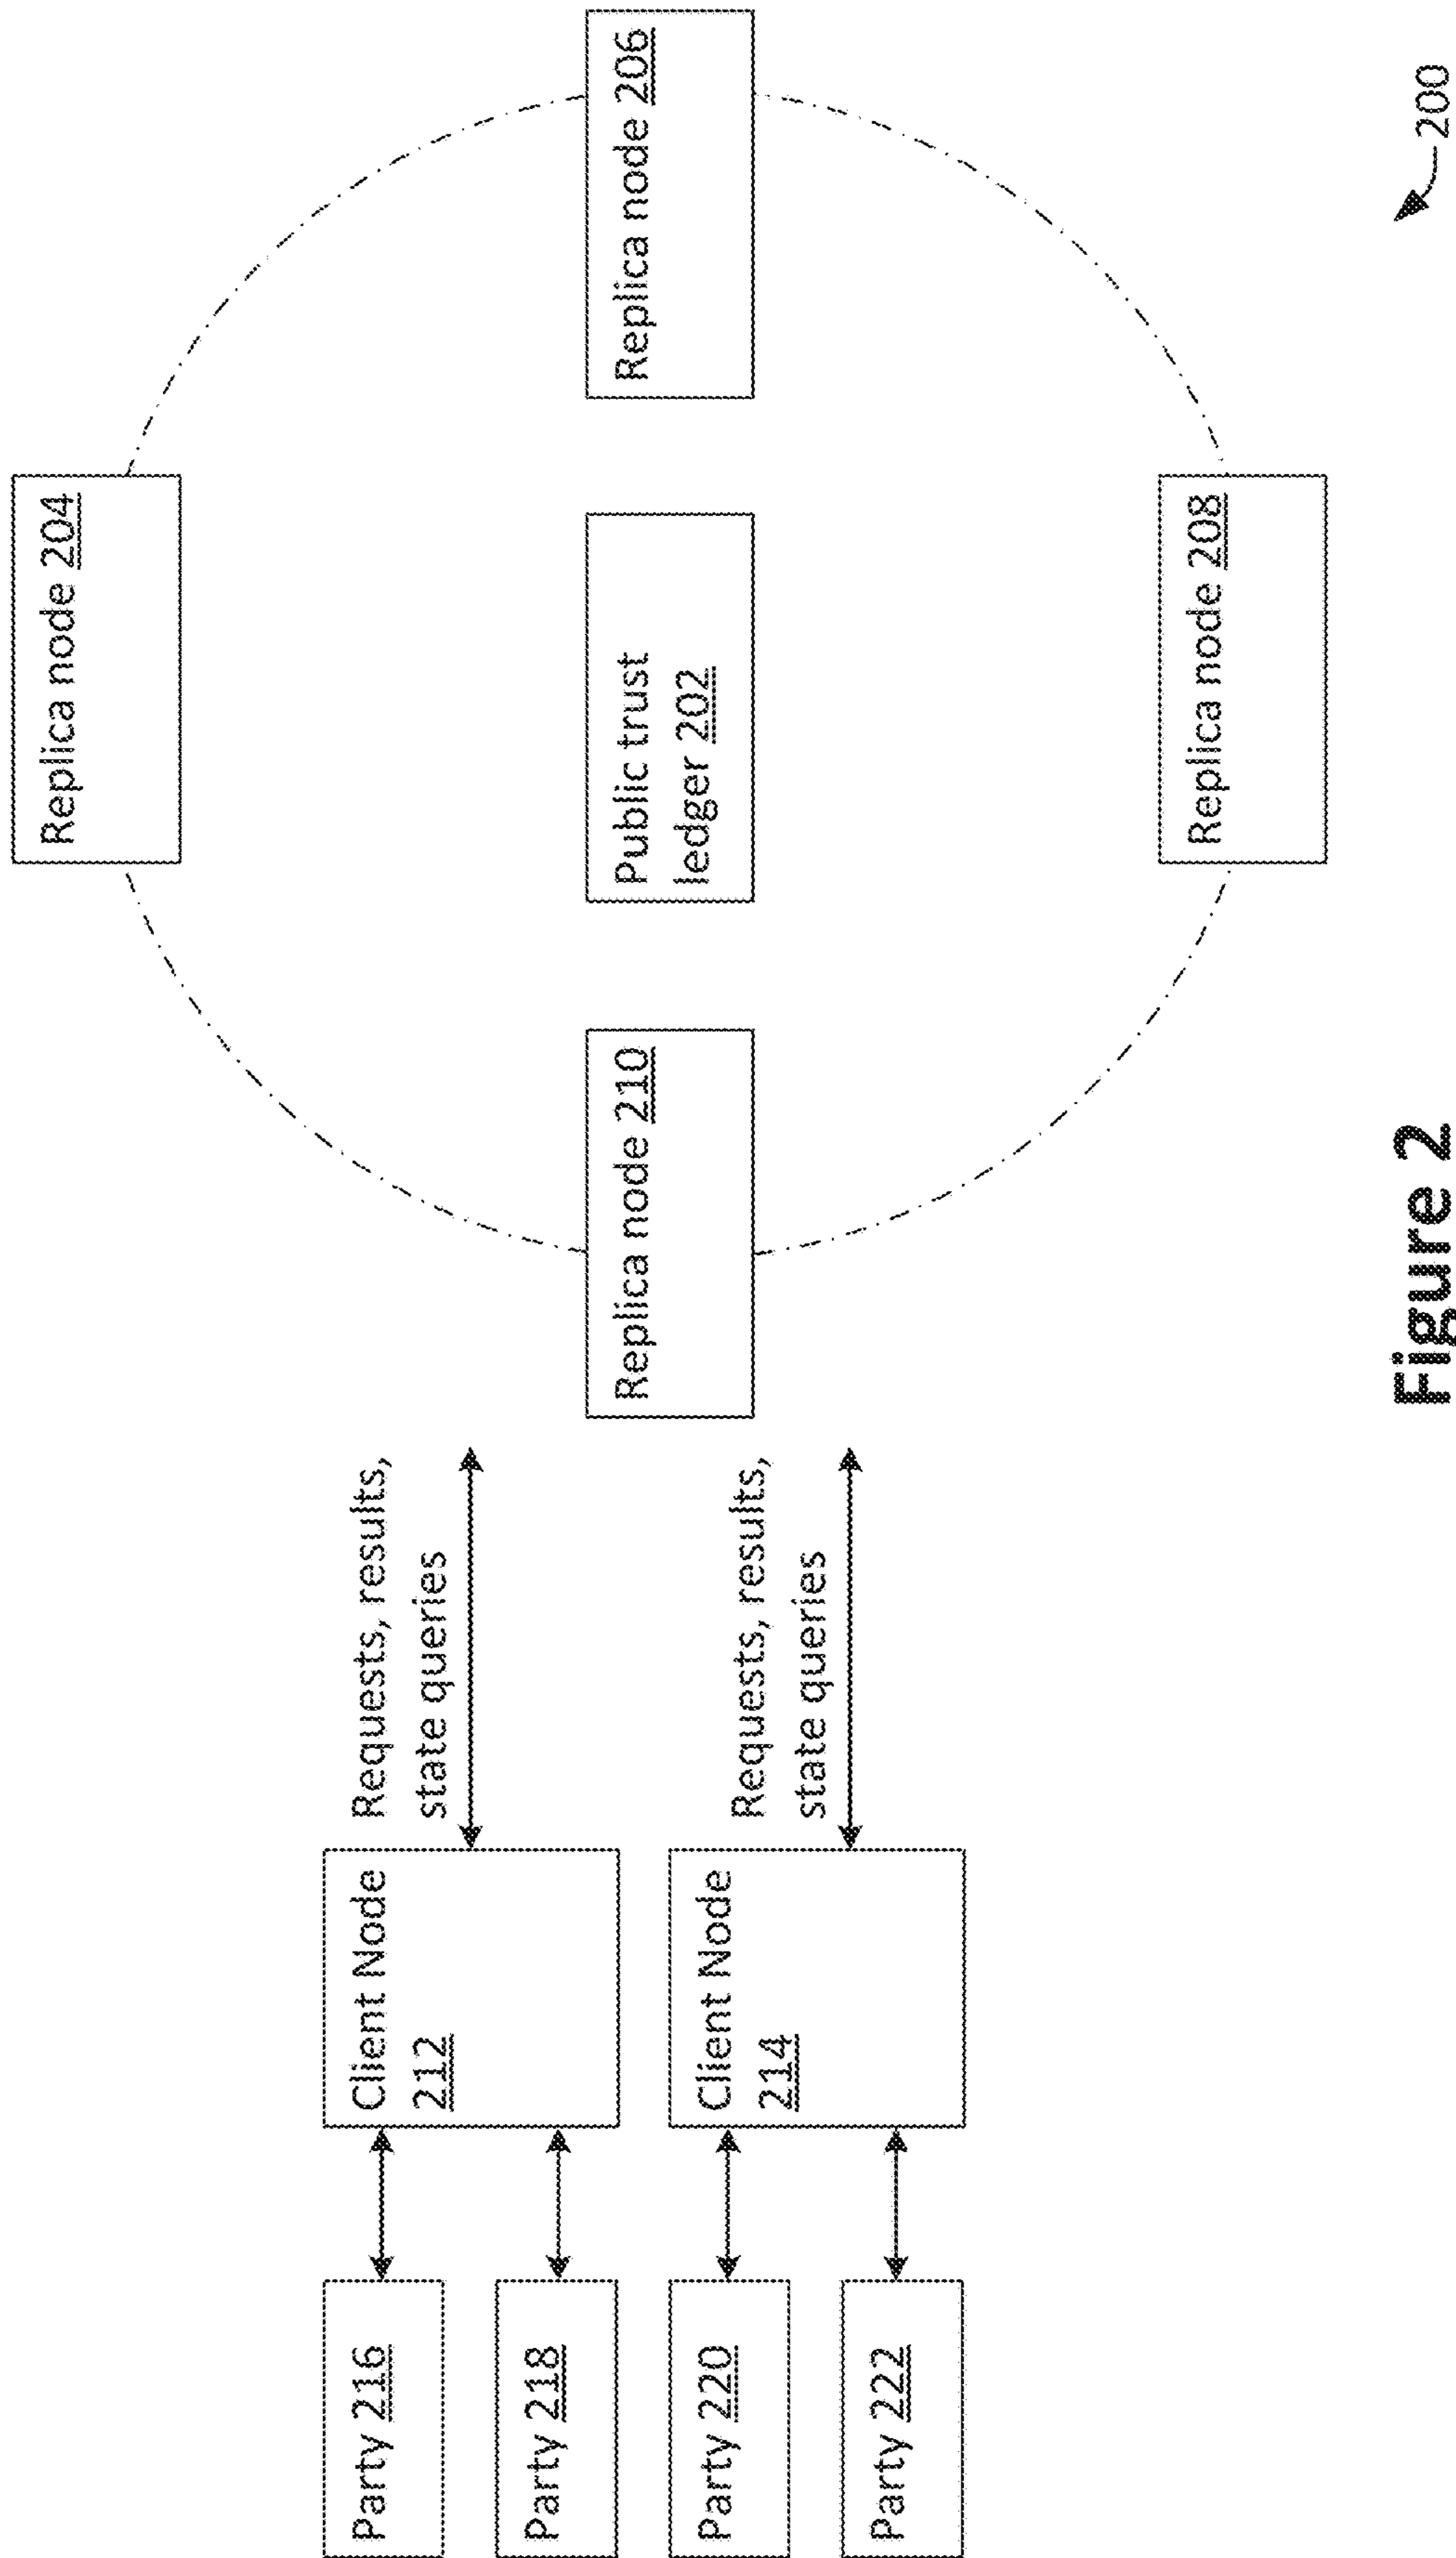 Replica node 204
Party 216
Client Node
212
Requests, results,
state queries
Party 218
Replica node 210
Public trust
ledger 202
Replica node 206
Party 220
Client Node
214
Requests, results,
state queries
Party 222
Replica node 208
Figure 2
200